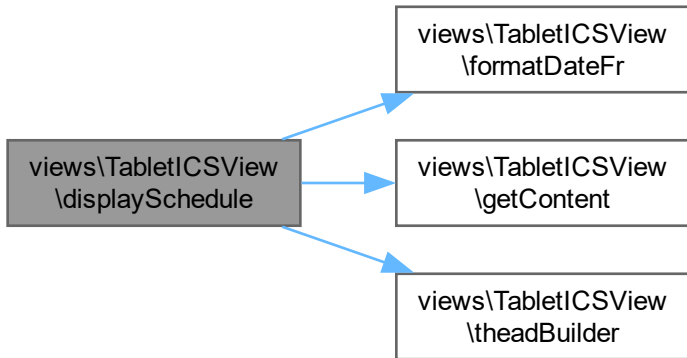 views\TabletICSView
\displaySchedule
views\TabletICSView
\formatDateFr
views\TabletICSView
\getContent
views\TabletICSView
\theadBuilder